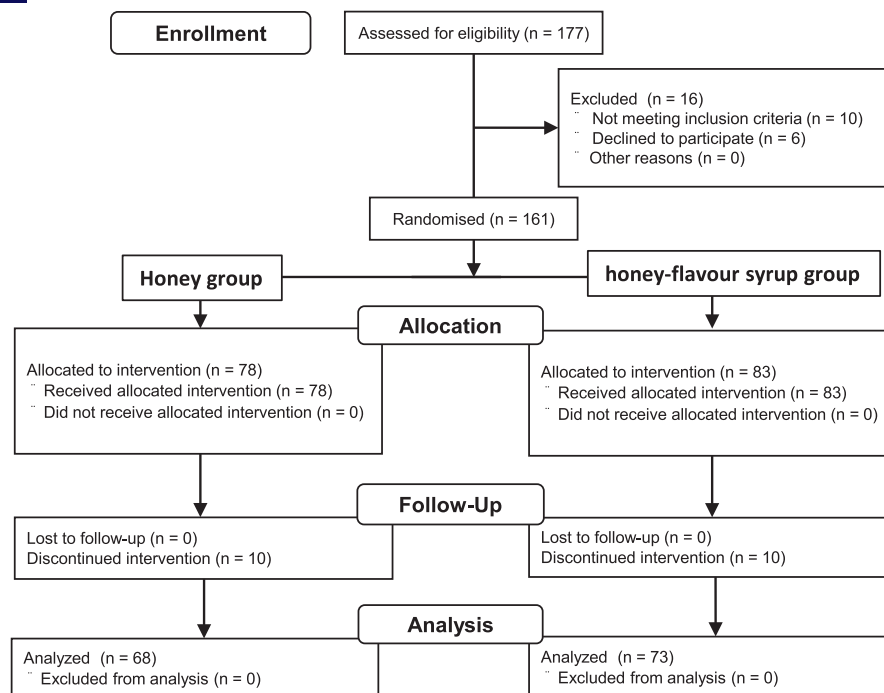 Enrollment
Assessed for eligibility (n = 177)
Excluded (n = 16)
¨ Not meeting inclusion criteria (n = 10)
¨ Declined to participate (n = 6)
¨ Other reasons (n = 0)
Randomised (n = 161)
Honey group
honey-flavour syrup group
Allocation
Allocated to intervention (n = 78)
¨ Received allocated intervention (n = 78)
¨ Did not receive allocated intervention (n = 0)
Allocated to intervention (n = 83)
¨ Received allocated intervention (n = 83)
¨ Did not receive allocated intervention (n = 0)
Follow-Up
Lost to follow-up (n = 0)
Discontinued intervention (n = 10)
Lost to follow-up (n = 0)
Discontinued intervention (n = 10)
Analysis
Analyzed (n = 68)
¨ Excluded from analysis (n = 0)
Analyzed (n = 73)
¨ Excluded from analysis (n = 0)